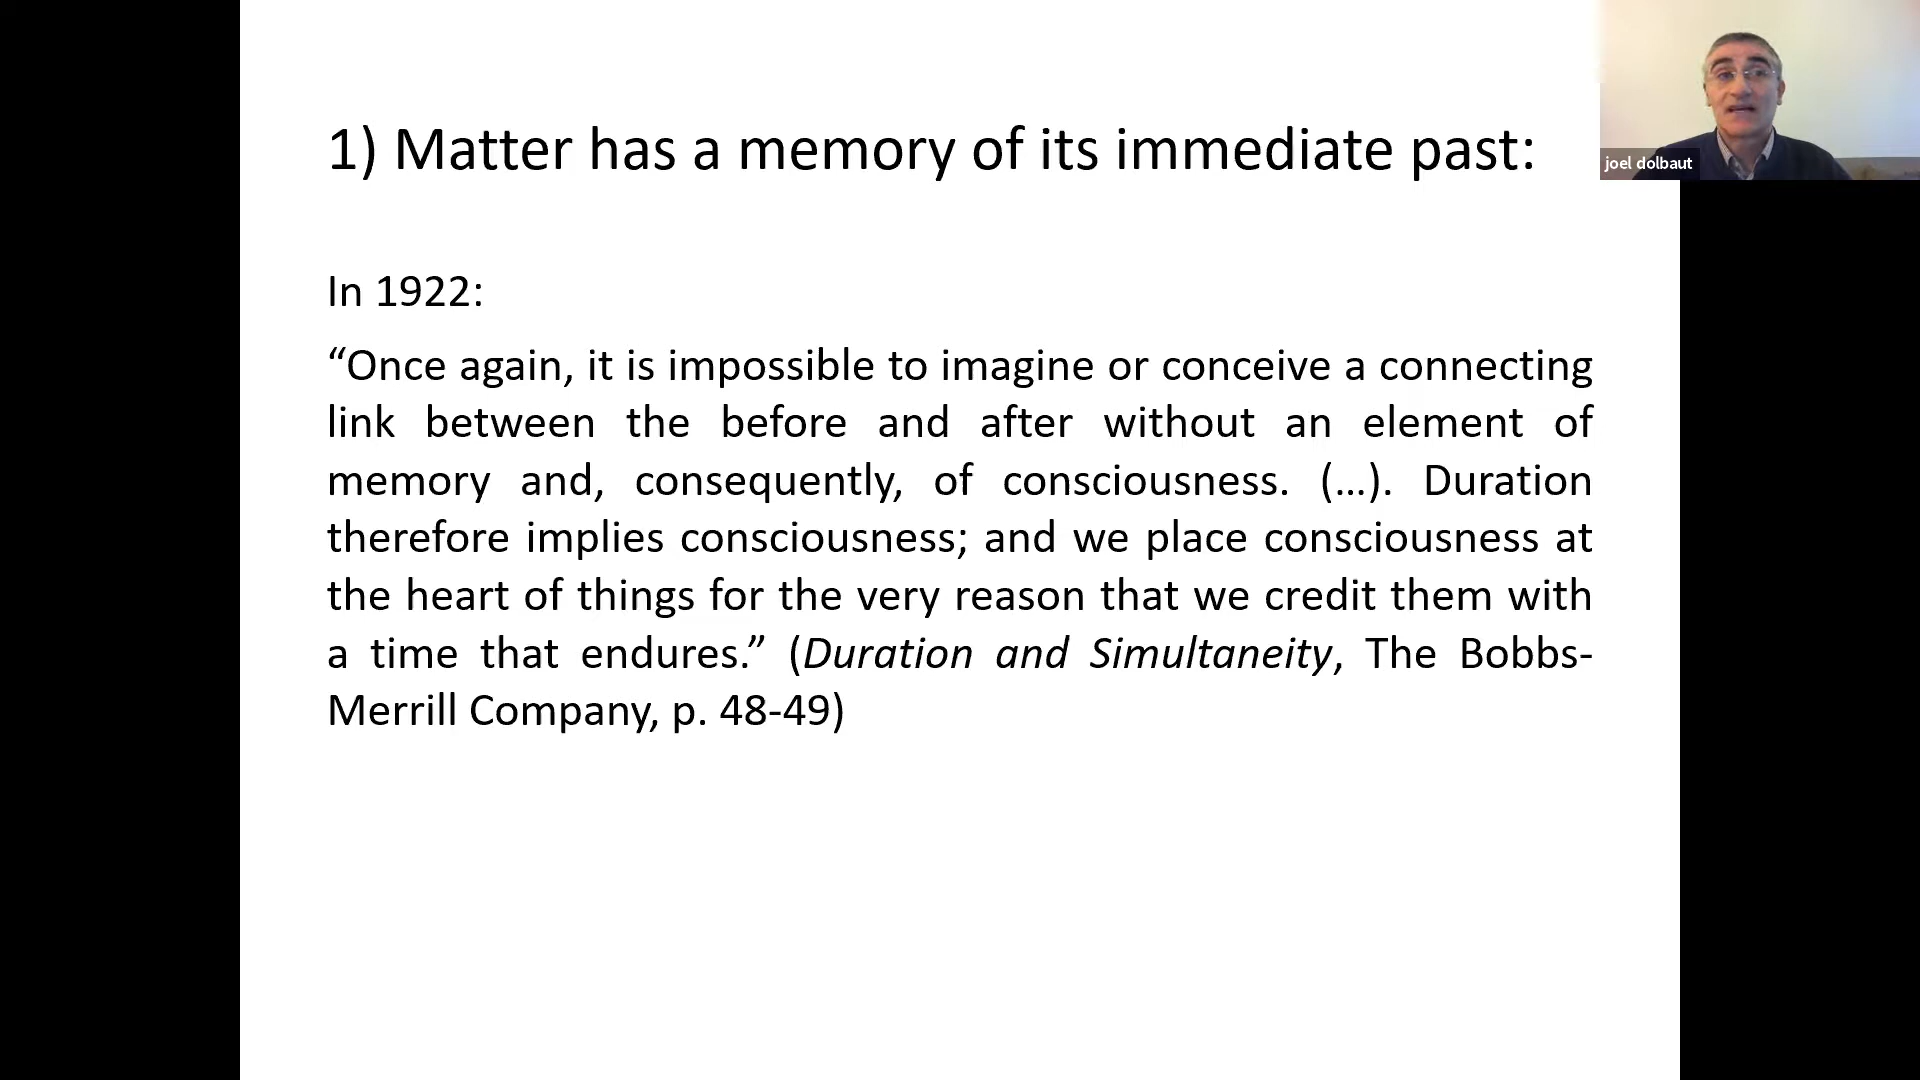 1) Matter has a memory of its immediate past:
joel dolbaut
In 1922:
“Once again, it is impossible to imagine or conceive a connecting
link between the before and after without an element of
memory and, consequently, of consciousness. (…). Duration
therefore implies consciousness; and we place consciousness at
the heart of things for the very reason that we credit them with
a time that endures.” (Duration and Simultaneity, The Bobbs-
Merrill Company, p. 48-49)